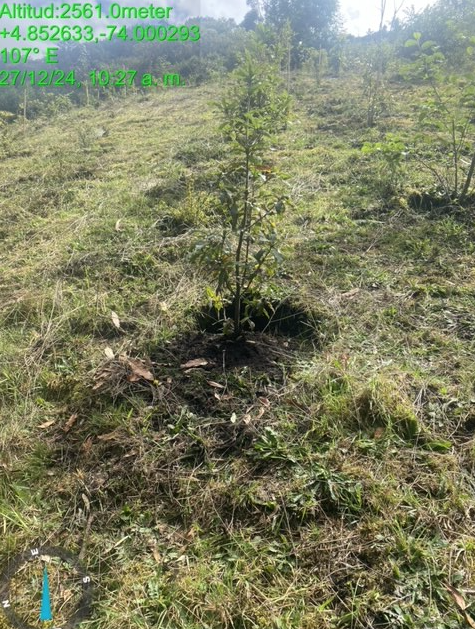 Altitud:2561.0meter
+4.852633,-74.000293
107° E
27/12/24, 10:27 a. m.
E
S
N